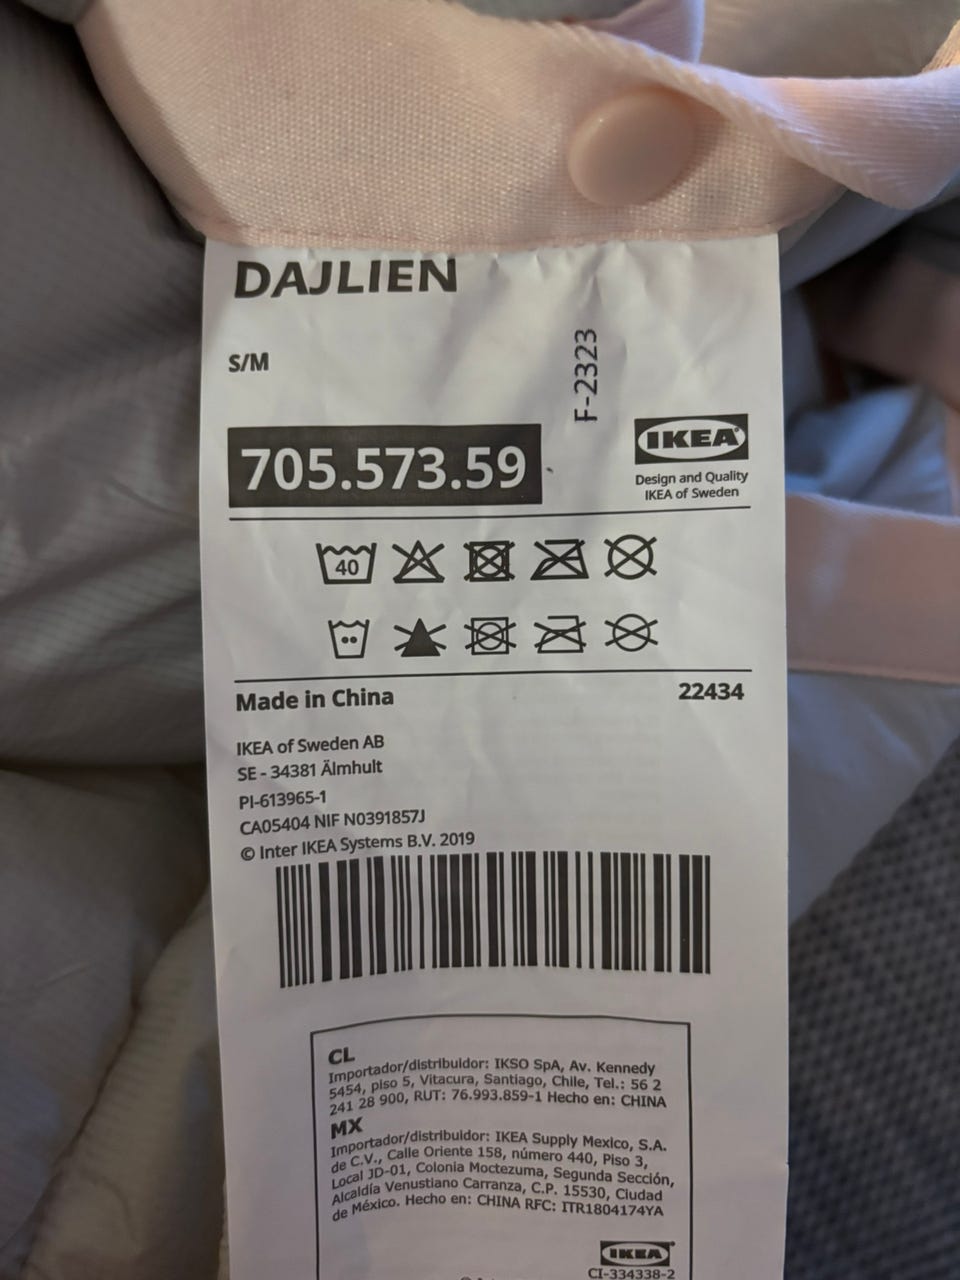 DAJLIEN
S/M
F-2323
705.573.59
IKEA
Design and Quality
IKEA of Sweden
40
Made in China
22434
IKEA of Sweden AB
SE - 34381 Älmhult
PI-613965-1
CA05404 NIF N0391857J
© Inter IKEA Systems B.V. 2019
CL
Importador/distribuidor: IKSO SpA, Av. Kennedy
5454, piso 5, Vitacura, Santiago, Chile, Tel.: 56 2
241 28 900, RUT: 76.993.859-1 Hecho en: CHINA
MX
Importador/distribuidor: IKEA Supply Mexico, S.A.
de C.V., Calle Oriente 158, número 440, Piso 3,
Local JD-01, Colonia Moctezuma, Segunda Sección,
Alcaldía Venustiano Carranza, C.P. 15530, Ciudad
de México. Hecho en: CHINA RFC: ITR1804174YA
IKEA
CI-334338-2